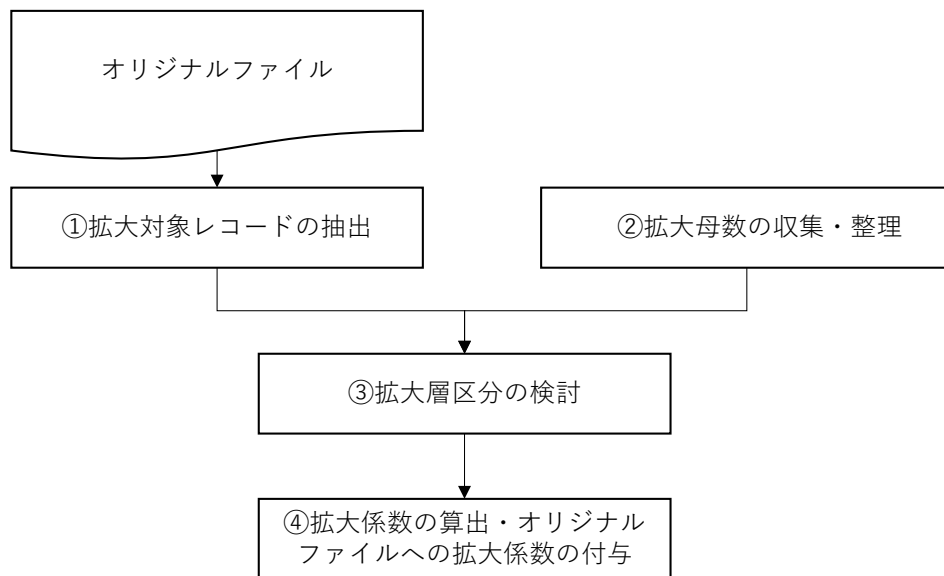 オリジナルファイル
①拡大対象レコードの抽出
②拡大母数の収集・整理
③拡大層区分の検討
④拡大係数の算出・オリジナル
ファイルへの拡大係数の付与